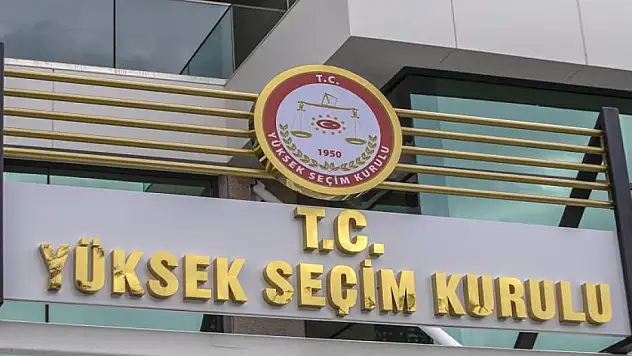 T.C.
1950
YÜKSEK SEÇİM KURULU
T.C.
YÜKSEK SEÇİM KURULU